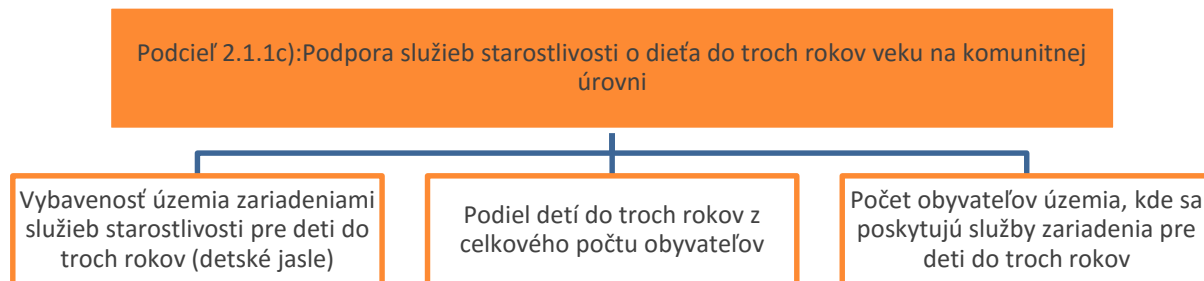 Podcieľ 2.1.1c):Podpora služieb starostlivosti o dieťa do troch rokov veku na komunitnej
úrovni
Vybavenosť územia zariadeniami
služieb starostlivosti pre deti do
troch rokov (detské jasle)
Podiel detí do troch rokov z
celkového počtu obyvateľov
Počet obyvateľov územia, kde sa
poskytujú služby zariadenia pre
deti do troch rokov